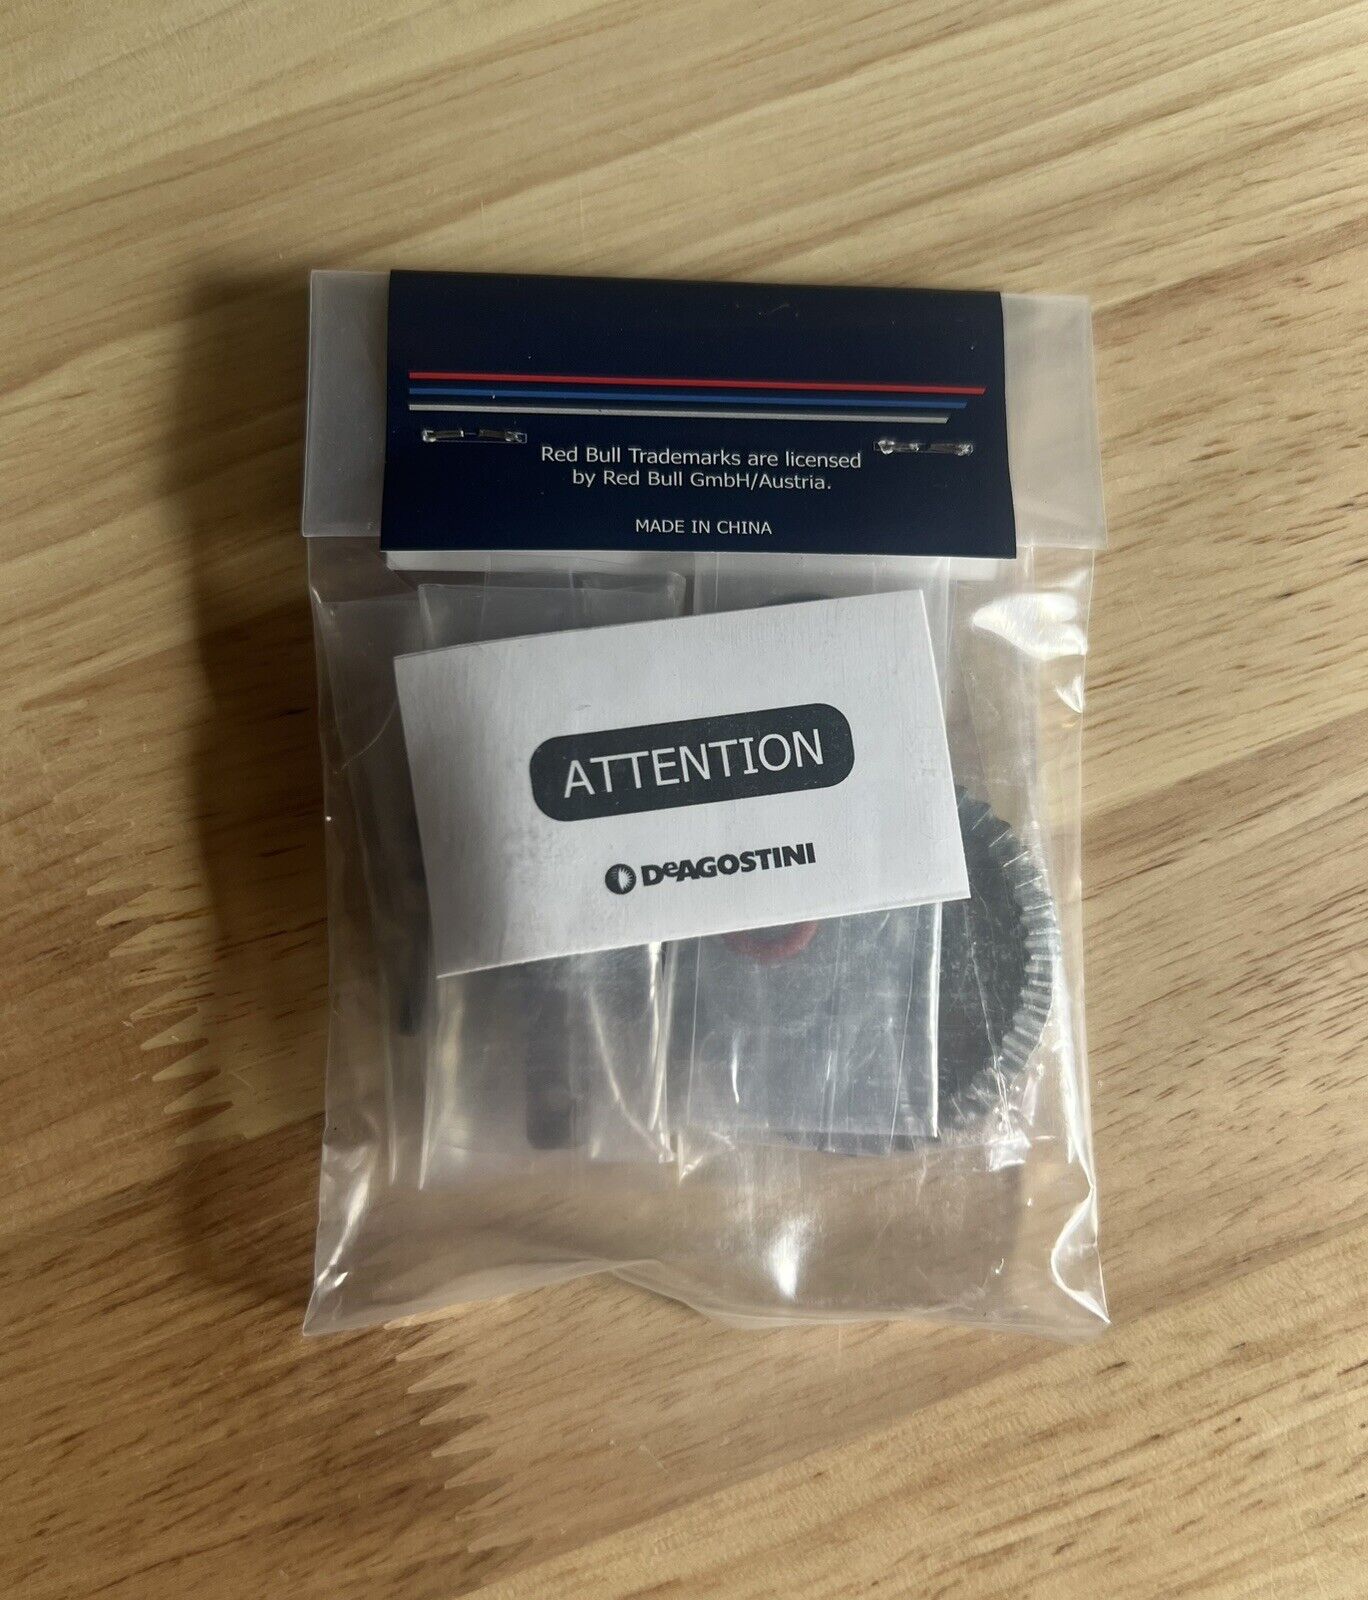 Red Bull Trademarks are licensed
by Red Bull GmbH/Austria.
MADE IN CHINA
ATTENTION
DeAGOSTINI